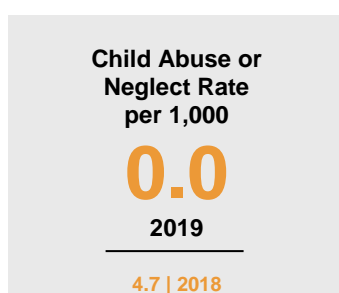 Child Abuse or
Neglect Rate
per 1,000
0.0
2019
4.7 | 2018